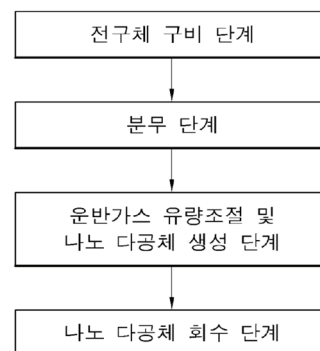 전구체 구비 단계
분무 단계
운반가스 유량조절 및
나노 다공체 생성 단계
나노 다공체 회수 단계